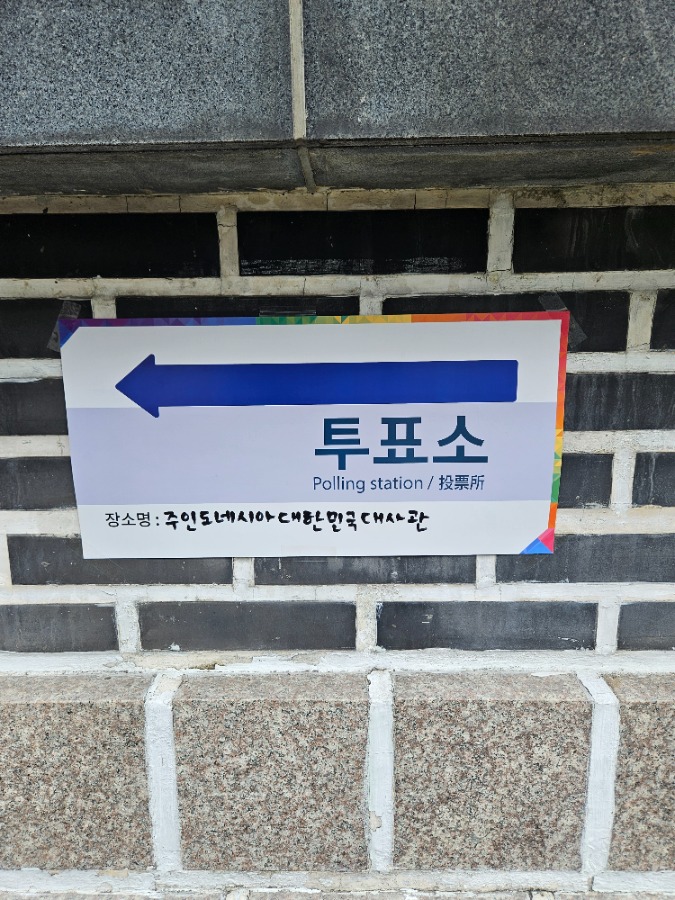 투표소
Polling station / 投票所
장소명 : 주인도네시아대한민국대사관